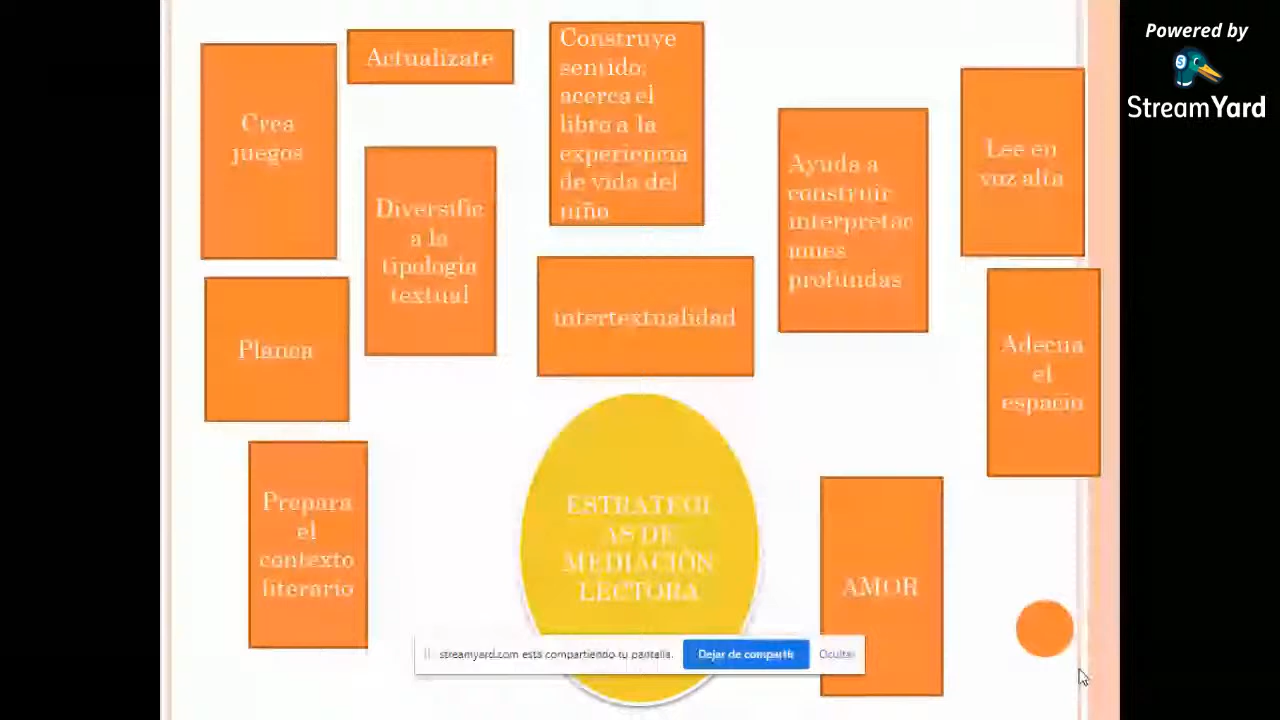 Crea
juegos
Actualizate
Construye
sentido,
acerca el
libro a la
experiencia
de vida del
niño
Diversific
a la
tipología
textual
Ayuda a
construir
interpretac
iones
profundas
Lee en
voz alta
Planea
intertextualidad
Adecua
el
espacio
Prepara
el
contexto
literario
ESTRATEGI
AS DE
MEDIACIÓN
LECTORA
AMOR
streamyard.com está compartiendo tu pantalla.
Dejar de compartir
Ocultar
Powered by
StreamYard